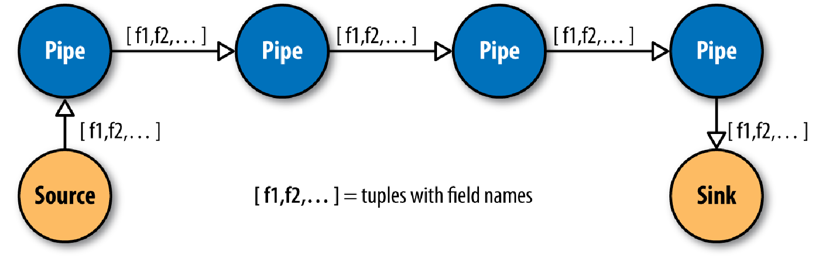 Pipe [ f1,f2,... ] Pipe [ f1,f2,... ] Pipe [ f1,f2,... ] Pipe
[ f1,f2,... ] [ f1,f2,... ]
Source [ f1,f2,... ] = tuples with field names Sink